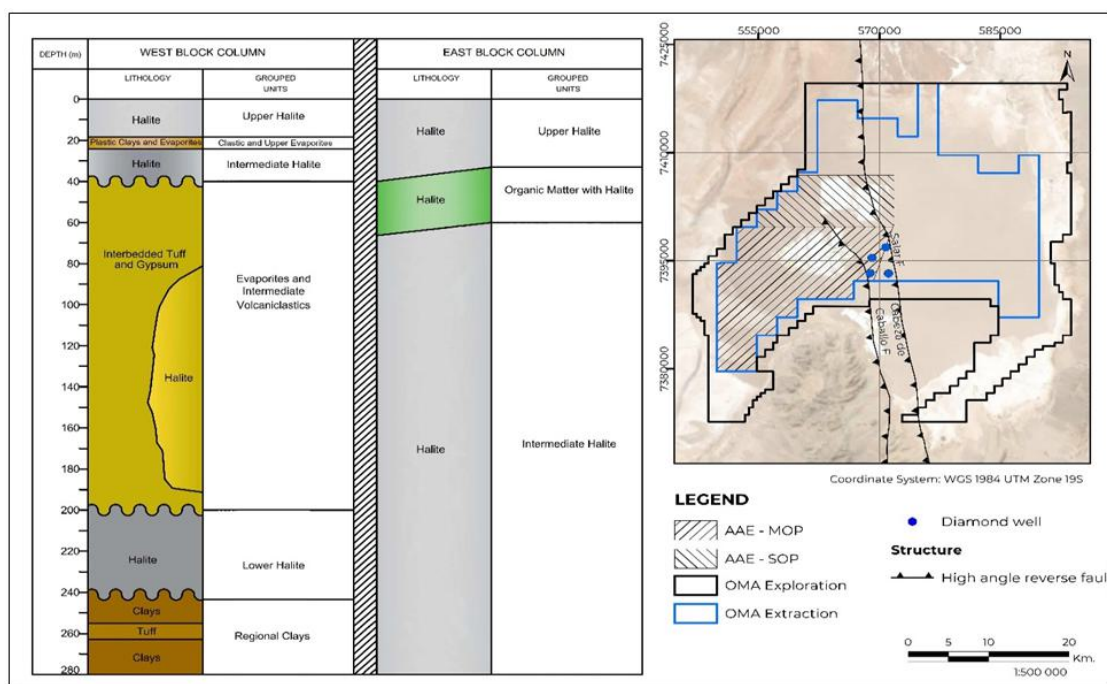 WEST BLOCK COLUMN
EAST BLOCK COLUMN
DEPTH (m)
LITHOLOGY
GROUPED
UNITS
LITHOLOGY
GROUPED
UNITS
0
20
40
60
80
100
120
140
160
180
200
220
240
260
280
Halite
Plastic Clays and Evaporites
Halite
Interbedded Tuff
and Gypsum
Halite
Halite
Clays
Tuff
Clays
Upper Halite
Clastic and Upper Evaporites
Intermediate Halite
Evaporites and
Intermediate
Volcaniclastics
Lower Halite
Regional Clays
Halite
Halite
Halite
Upper Halite
Organic Matter with Halite
Intermediate Halite
555000
570000
585000
7425000
7410000
7395000
7380000
N
Salar F.
Cabezo de
Caballo F.
Coordinate System: WGS 1984 UTM Zone 19S
LEGEND
AAE - MOP
AAE - SOP
OMA Exploration
OMA Extraction
Diamond well
Structure
High angle reverse fault
0 5 10 20
Km.
1:500 000